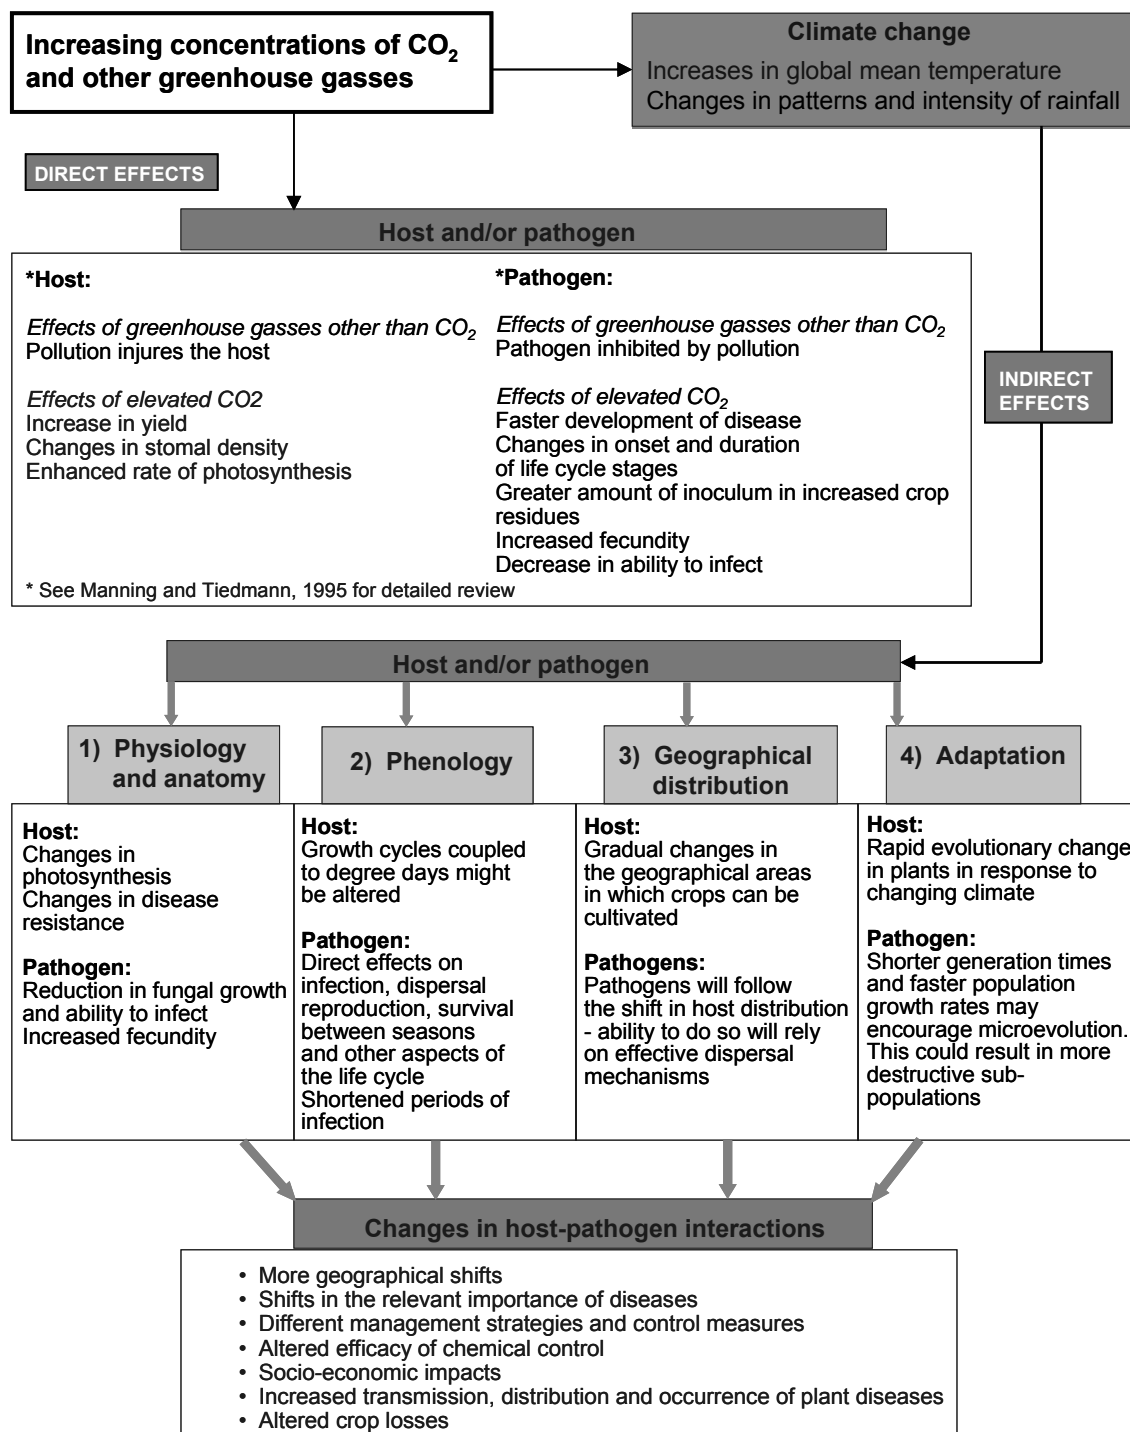 Increasing concentrations of CO2
and other greenhouse gasses
Climate change
Increases in global mean temperature
Changes in patterns and intensity of rainfall
DIRECT EFFECTS
Host and/or pathogen
*Host:
Effects of greenhouse gasses other than CO2
Pollution injures the host
Effects of elevated CO2
Increase in yield
Changes in stomal density
Enhanced rate of photosynthesis
*Pathogen:
Effects of greenhouse gasses other than CO2
Pathogen inhibited by pollution
Effects of elevated CO2
Faster development of disease
Changes in onset and duration
of life cycle stages
Greater amount of inoculum in increased crop
residues
Increased fecundity
Decrease in ability to infect
* See Manning and Tiedmann, 1995 for detailed review
INDIRECT
EFFECTS
Host and/or pathogen
1) Physiology
and anatomy
2) Phenology
3) Geographical
distribution
4) Adaptation
Host:
Changes in
photosynthesis
Changes in disease
resistance
Pathogen:
Reduction in fungal growth
and ability to infect
Increased fecundity
Host:
Growth cycles coupled
to degree days might
be altered
Pathogen:
Direct effects on
infection, dispersal
reproduction, survival
between seasons
and other aspects of
the life cycle
Shortened periods of
infection
Host:
Gradual changes in
the geographical areas
in which crops can be
cultivated
Pathogens:
Pathogens will follow
the shift in host distribution
- ability to do so will rely
on effective dispersal
mechanisms
Host:
Rapid evolutionary change
in plants in response to
changing climate
Pathogen:
Shorter generation times
and faster population
growth rates may
encourage microevolution.
This could result in more
destructive sub-
populations
Changes in host-pathogen interactions
• More geographical shifts
• Shifts in the relevant importance of diseases
• Different management strategies and control measures
• Altered efficacy of chemical control
• Socio-economic impacts
• Increased transmission, distribution and occurrence of plant diseases
• Altered crop losses